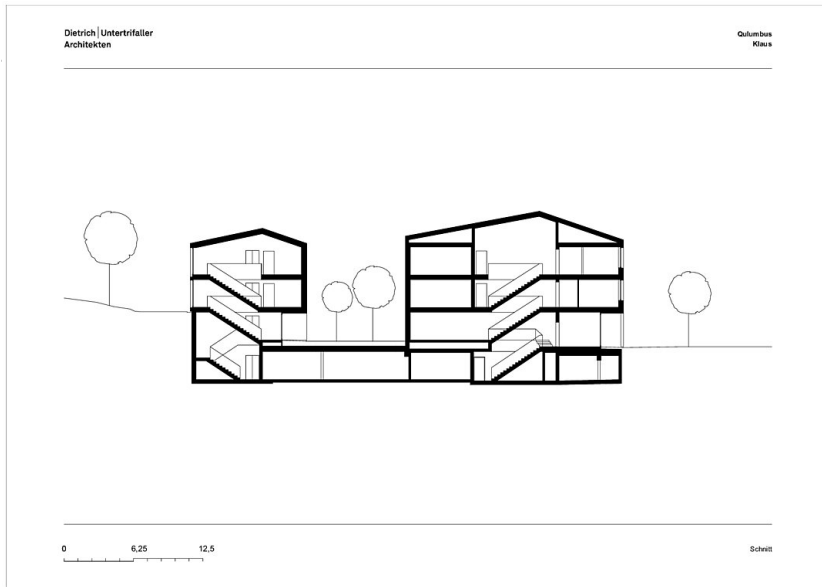 Dietrich | Untertrifaller
Architekten
Qulumbus
Klaus
0 6,25 12,5
Schnitt